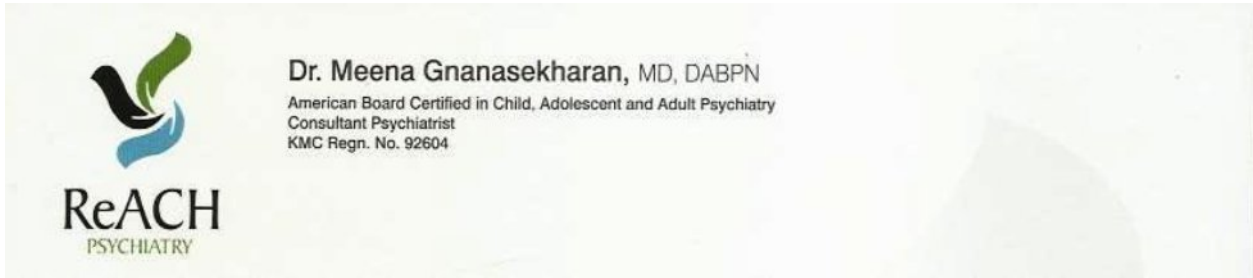 Dr. Meena Gnanasekharan, MD, DABPN
American Board Certified in Child, Adolescent and Adult Psychiatry
Consultant Psychiatrist
KMC Regn. No. 92604
ReACH
PSYCHIATRY